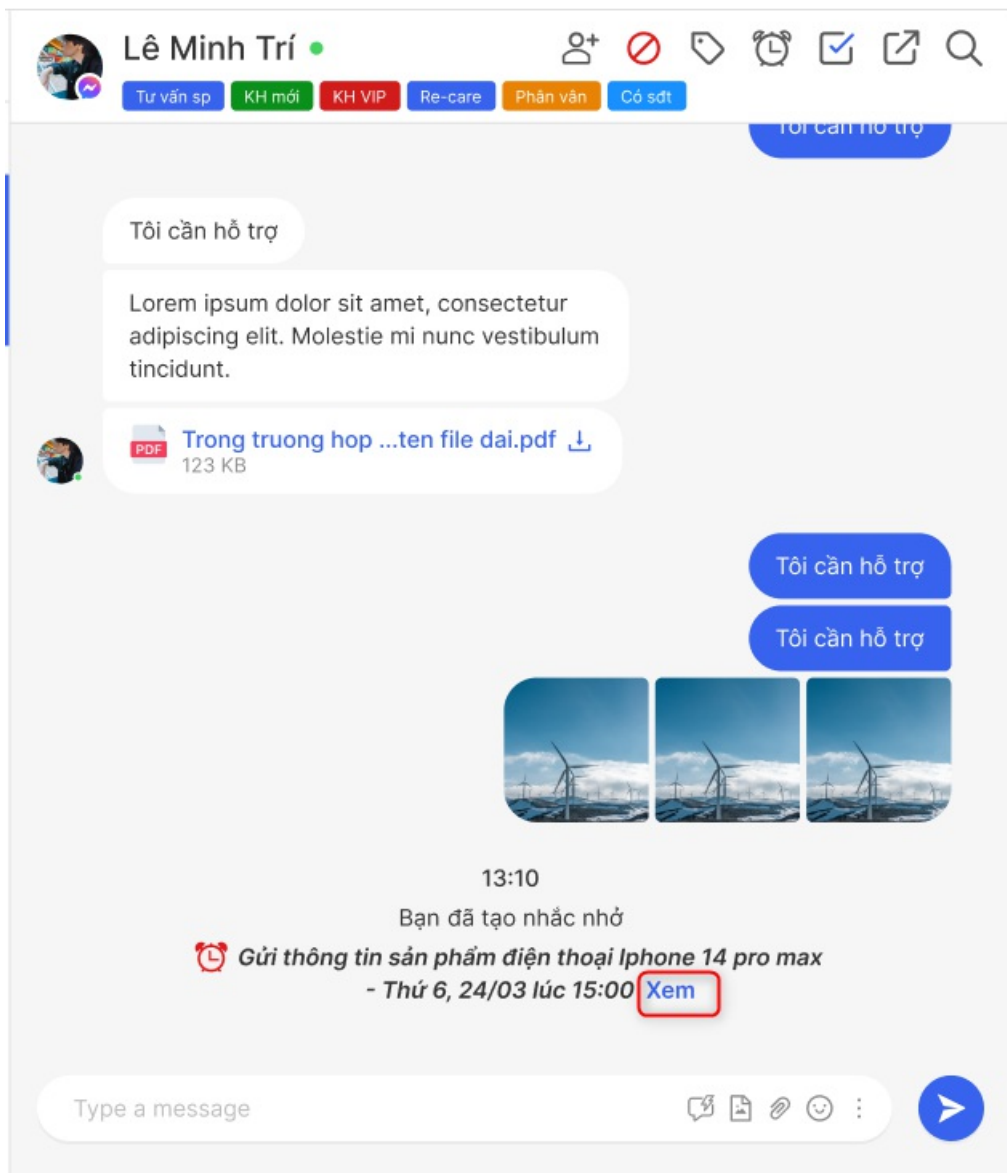 Lê Minh Trí
Tư vấn sp KH mới KH VIP Re-care Phân vân Có sđt
Tôi cần hỗ trợ
Tôi cần hỗ trợ
Lorem ipsum dolor sit amet, consectetur
adipiscing elit. Molestie mi nunc vestibulum
tincidunt.
PDF Trong truong hop ...ten file dai.pdf
123 KB
Tôi cần hỗ trợ
Tôi cần hỗ trợ
13:10
Bạn đã tạo nhắc nhở
Gửi thông tin sản phẩm điện thoại Iphone 14 pro max
- Thứ 6, 24/03 lúc 15:00 Xem
Type a message